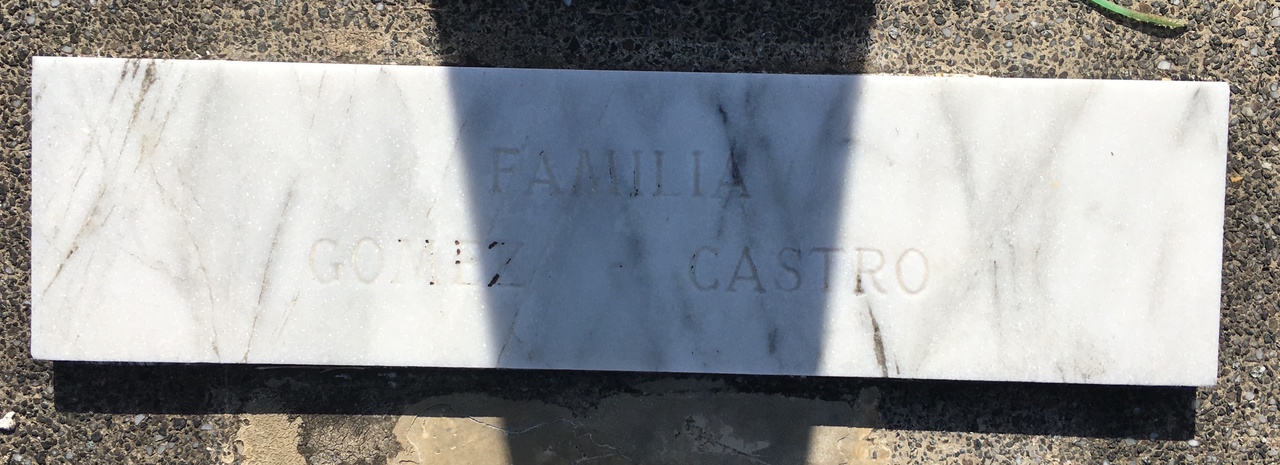 FAMILIA
GOMEZ CASTRO